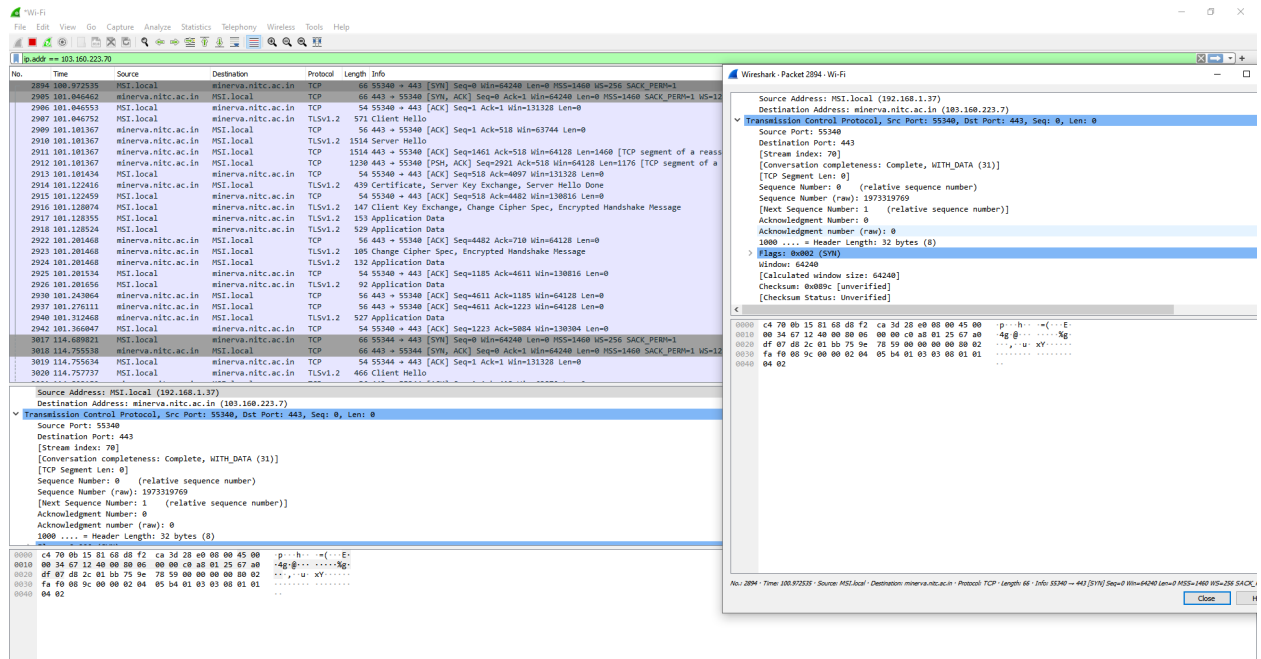 *Wi-Fi
File Edit View Go Capture Analyze Statistics Telephony Wireless Tools Help
ip.addr == 103.160.223.70
No. Time Source Destination Protocol Length Info
2894 100.972535 MSI.local minerva.nitc.ac.in TCP 66 55340 → 443 [SYN] Seq=0 Win=64240 Len=0 MSS=1460 WS=256 SACK_PERM=1
2905 101.046462 minerva.nitc.ac.in MSI.local TCP 66 443 → 55340 [SYN, ACK] Seq=0 Ack=1 Win=64240 Len=0 MSS=1460 SACK_PERM=1 WS=12
2906 101.046553 MSI.local minerva.nitc.ac.in TCP 54 55340 → 443 [ACK] Seq=1 Ack=1 Win=131328 Len=0
2907 101.046752 MSI.local minerva.nitc.ac.in TLSv1.2 571 Client Hello
2909 101.101367 minerva.nitc.ac.in MSI.local TCP 56 443 → 55340 [ACK] Seq=1 Ack=518 Win=63744 Len=0
2910 101.101367 minerva.nitc.ac.in MSI.local TLSv1.2 1514 Server Hello
2911 101.101367 minerva.nitc.ac.in MSI.local TCP 1514 443 → 55340 [ACK] Seq=1461 Ack=518 Win=64128 Len=1460 [TCP segment of a reass
2912 101.101367 minerva.nitc.ac.in MSI.local TCP 1230 443 → 55340 [PSH, ACK] Seq=2921 Ack=518 Win=64128 Len=1176 [TCP segment of a
2913 101.101434 MSI.local minerva.nitc.ac.in TCP 54 55340 → 443 [ACK] Seq=518 Ack=4097 Win=131328 Len=0
2914 101.122416 minerva.nitc.ac.in MSI.local TLSv1.2 439 Certificate, Server Key Exchange, Server Hello Done
2915 101.122459 MSI.local minerva.nitc.ac.in TCP 54 55340 → 443 [ACK] Seq=518 Ack=4482 Win=130816 Len=0
2916 101.128074 MSI.local minerva.nitc.ac.in TLSv1.2 147 Client Key Exchange, Change Cipher Spec, Encrypted Handshake Message
2917 101.128355 MSI.local minerva.nitc.ac.in TLSv1.2 153 Application Data
2918 101.128524 MSI.local minerva.nitc.ac.in TLSv1.2 529 Application Data
2922 101.201468 minerva.nitc.ac.in MSI.local TCP 56 443 → 55340 [ACK] Seq=4482 Ack=710 Win=64128 Len=0
2923 101.201468 minerva.nitc.ac.in MSI.local TLSv1.2 105 Change Cipher Spec, Encrypted Handshake Message
2924 101.201468 minerva.nitc.ac.in MSI.local TLSv1.2 132 Application Data
2925 101.201534 MSI.local minerva.nitc.ac.in TCP 54 55340 → 443 [ACK] Seq=1185 Ack=4611 Win=130816 Len=0
2926 101.201656 MSI.local minerva.nitc.ac.in TLSv1.2 92 Application Data
2930 101.243064 minerva.nitc.ac.in MSI.local TCP 56 443 → 55340 [ACK] Seq=4611 Ack=1185 Win=64128 Len=0
2937 101.276111 minerva.nitc.ac.in MSI.local TCP 56 443 → 55340 [ACK] Seq=4611 Ack=1223 Win=64128 Len=0
2940 101.312468 minerva.nitc.ac.in MSI.local TLSv1.2 527 Application Data
2942 101.366047 MSI.local minerva.nitc.ac.in TCP 54 55340 → 443 [ACK] Seq=1223 Ack=5084 Win=130304 Len=0
3017 114.689821 MSI.local minerva.nitc.ac.in TCP 66 55344 → 443 [SYN] Seq=0 Win=64240 Len=0 MSS=1460 WS=256 SACK_PERM=1
3018 114.755538 minerva.nitc.ac.in MSI.local TCP 66 443 → 55344 [SYN, ACK] Seq=0 Ack=1 Win=64240 Len=0 MSS=1460 SACK_PERM=1 WS=12
3019 114.755634 MSI.local minerva.nitc.ac.in TCP 54 55344 → 443 [ACK] Seq=1 Ack=1 Win=131328 Len=0
3020 114.757737 MSI.local minerva.nitc.ac.in TLSv1.2 466 Client Hello
Source Address: MSI.local (192.168.1.37)
Destination Address: minerva.nitc.ac.in (103.160.223.7)
Transmission Control Protocol, Src Port: 55340, Dst Port: 443, Seq: 0, Len: 0
Source Port: 55340
Destination Port: 443
[Stream index: 70]
[Conversation completeness: Complete, WITH_DATA (31)]
[TCP Segment Len: 0]
Sequence Number: 0 (relative sequence number)
Sequence Number (raw): 1973319769
[Next Sequence Number: 1 (relative sequence number)]
Acknowledgment Number: 0
Acknowledgment number (raw): 0
1000 .... = Header Length: 32 bytes (8)
0000 c4 70 0b 15 81 68 d8 f2 ca 3d 28 e0 08 00 45 00 ·p···h·· ·=(···E·
0010 00 34 67 12 40 00 80 06 00 00 c0 a8 01 25 67 a0 ·4g·@··· ·····%g·
0020 df 07 d8 2c 01 bb 75 9e 78 59 00 00 00 00 80 02 ···,··u· xY······
0030 fa f0 08 9c 00 00 02 04 05 b4 01 03 03 08 01 01 ········ ········
0040 04 02 ··
Wireshark · Packet 2894 · Wi-Fi
Source Address: MSI.local (192.168.1.37)
Destination Address: minerva.nitc.ac.in (103.160.223.7)
Transmission Control Protocol, Src Port: 55340, Dst Port: 443, Seq: 0, Len: 0
Source Port: 55340
Destination Port: 443
[Stream index: 70]
[Conversation completeness: Complete, WITH_DATA (31)]
[TCP Segment Len: 0]
Sequence Number: 0 (relative sequence number)
Sequence Number (raw): 1973319769
[Next Sequence Number: 1 (relative sequence number)]
Acknowledgment Number: 0
Acknowledgment number (raw): 0
1000 .... = Header Length: 32 bytes (8)
Flags: 0x002 (SYN)
Window: 64240
[Calculated window size: 64240]
Checksum: 0x089c [unverified]
[Checksum Status: Unverified]
0000 c4 70 0b 15 81 68 d8 f2 ca 3d 28 e0 08 00 45 00 ·p···h·· ·=(···E·
0010 00 34 67 12 40 00 80 06 00 00 c0 a8 01 25 67 a0 ·4g·@··· ·····%g·
0020 df 07 d8 2c 01 bb 75 9e 78 59 00 00 00 00 80 02 ···,··u· xY······
0030 fa f0 08 9c 00 00 02 04 05 b4 01 03 03 08 01 01 ········ ········
0040 04 02 ··
No.: 2894 · Time: 100.972535 · Source: MSI.local · Destination: minerva.nitc.ac.in · Protocol: TCP · Length: 66 · Info: 55340 → 443 [SYN] Seq=0 Win=64240 Len=0 MSS=1460 WS=256 SACK_
Close H